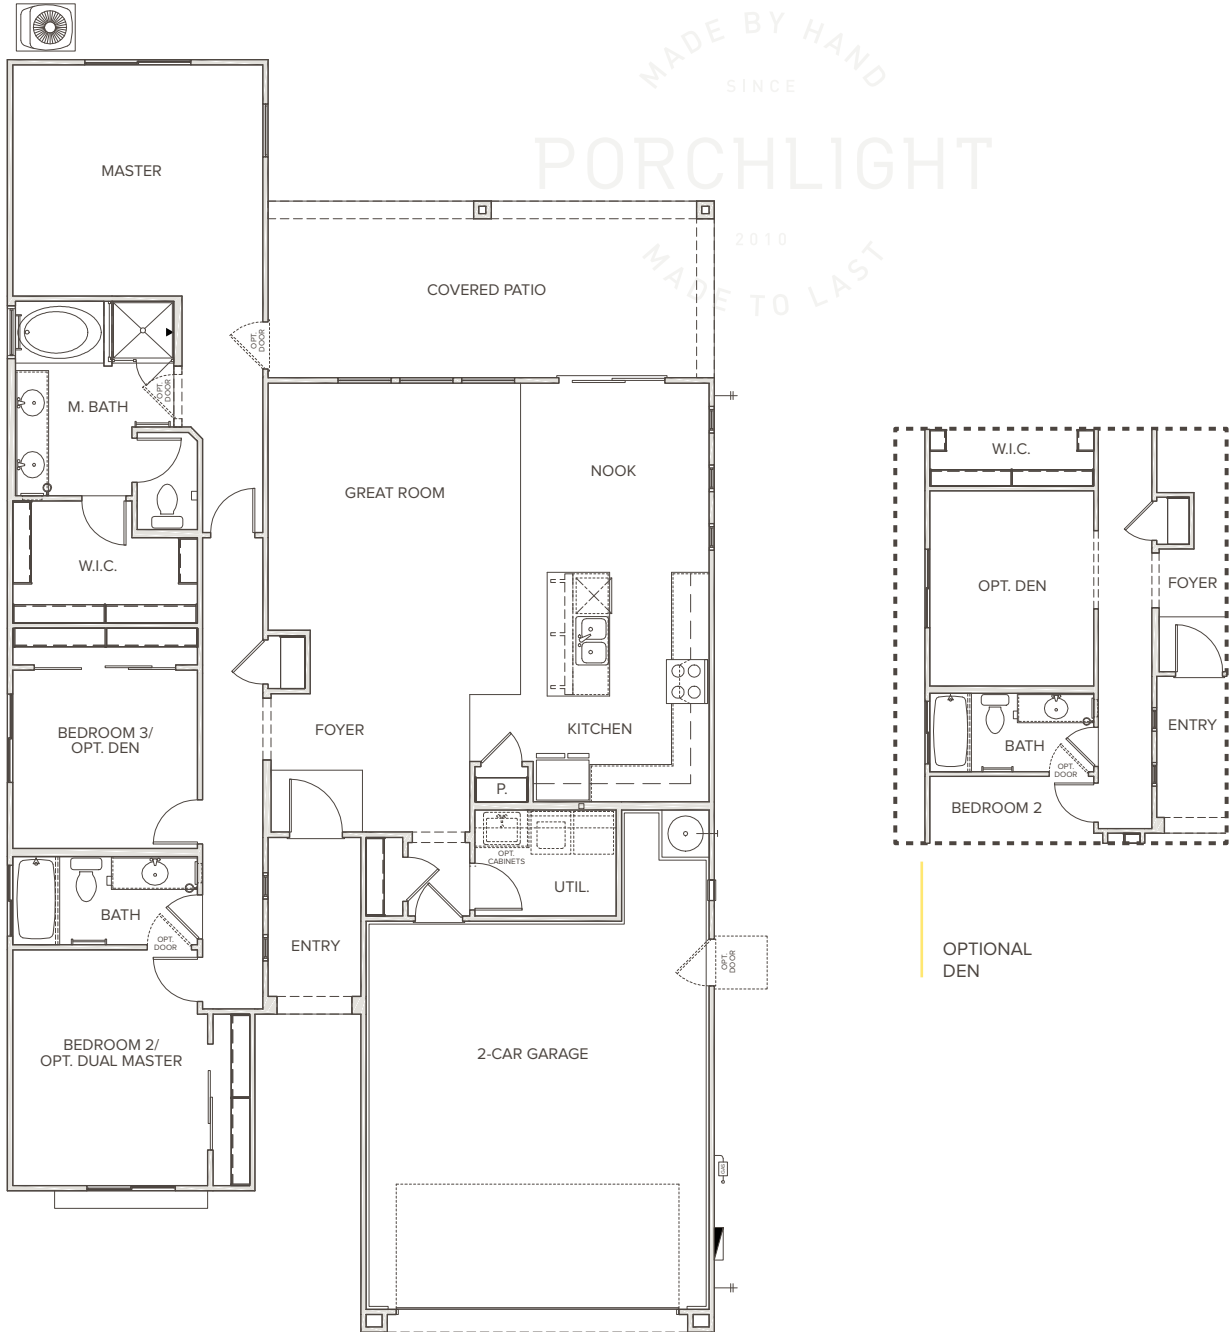 MADE BY HAND
SINCE
PORCHLIGHT
2010
MADE TO LAST
MASTER
COVERED PATIO
OPT.
DOOR
OPT.
DOOR
M. BATH
NOOK
GREAT ROOM
W.I.C.
BEDROOM 3/
OPT. DEN
FOYER
KITCHEN
P.
OPT.
CABINETS
UTIL.
BATH
OPT.
DOOR
ENTRY
OPT.
DOOR
BEDROOM 2/
OPT. DUAL MASTER
2-CAR GARAGE
GAS
W.I.C.
OPT. DEN
FOYER
ENTRY
BATH
OPT.
DOOR
BEDROOM 2
OPTIONAL
DEN